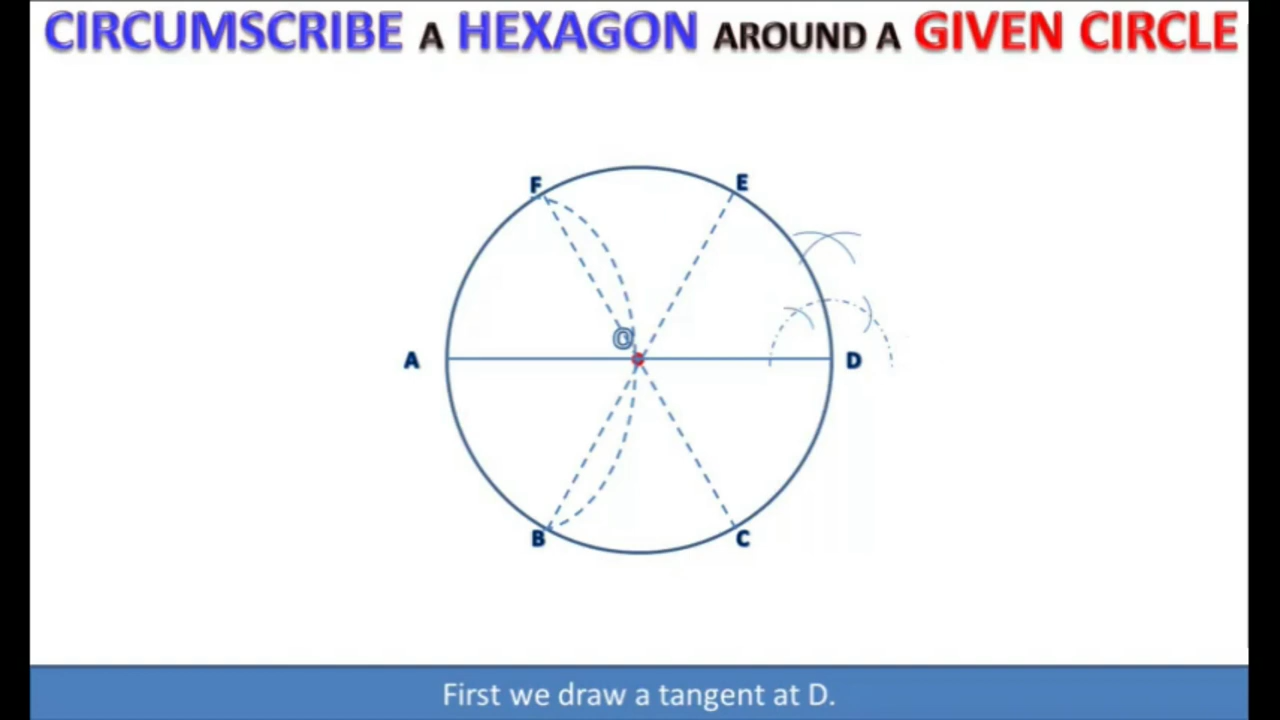 CIRCUMSCRIBE A HEXAGON AROUND A GIVEN CIRCLE
F
E
O
A
D
B
C
First we draw a tangent at D.